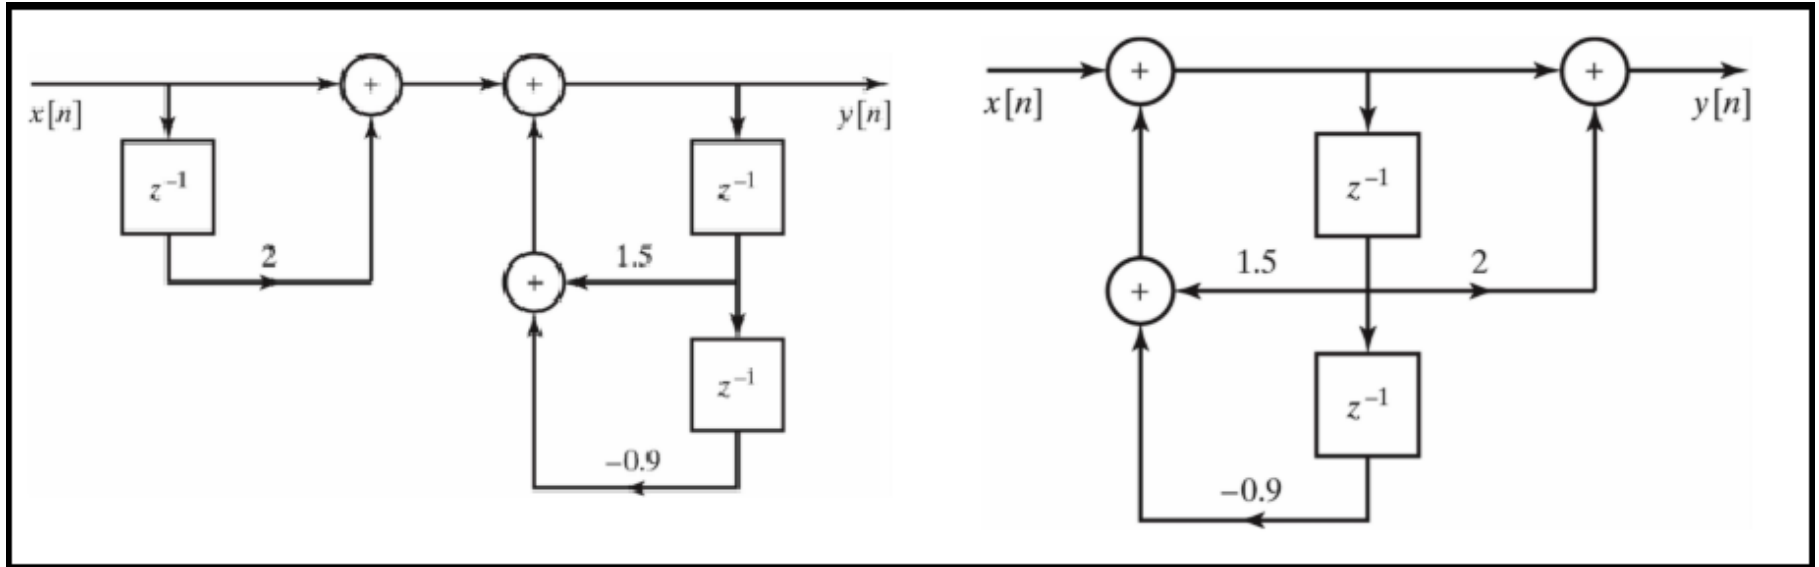 x[n]
+
+
y[n]
z⁻¹
z⁻¹
2
1.5
+
z⁻¹
−0.9
x[n]
+
+
y[n]
z⁻¹
1.5
2
+
z⁻¹
−0.9